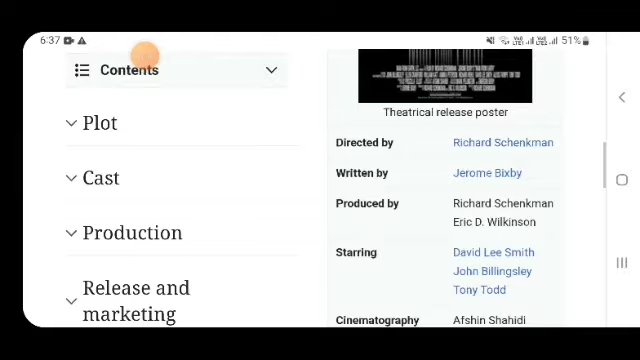 6:37
51%
Contents
Plot
Cast
Production
Release and
marketing
Theatrical release poster
Directed by Richard Schenkman
Written by Jerome Bixby
Produced by Richard Schenkman
Eric D. Wilkinson
Starring David Lee Smith
John Billingsley
Tony Todd
Cinematography Afshin Shahidi